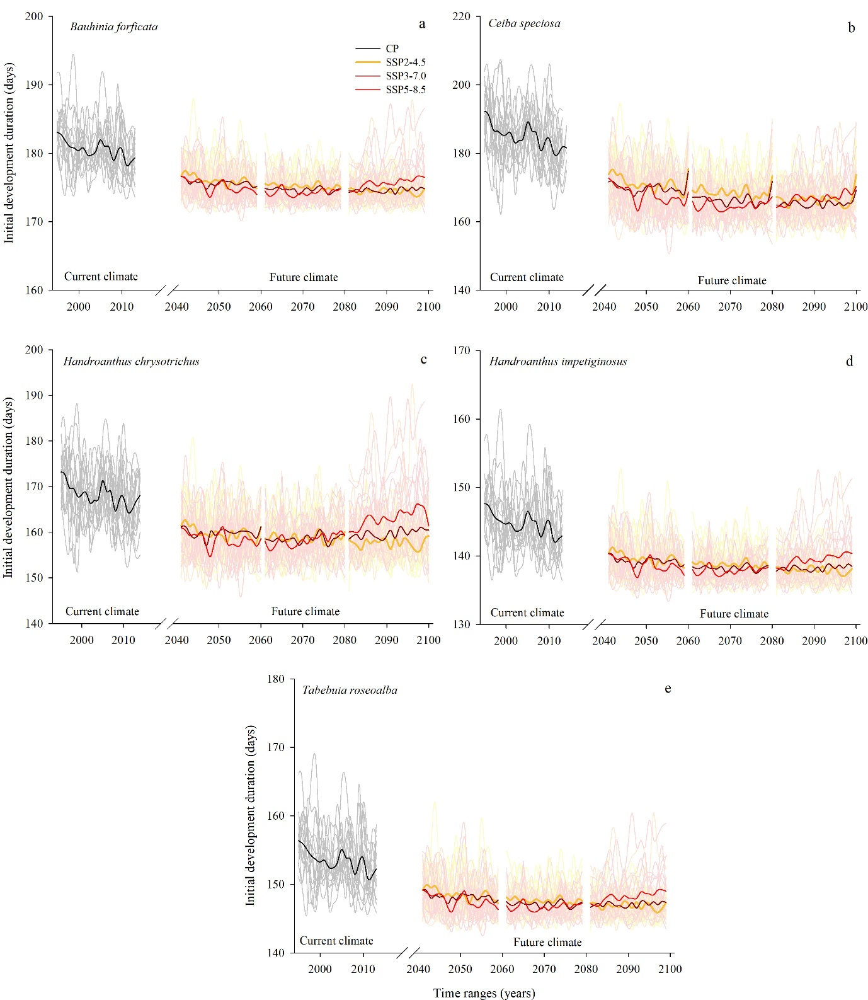 Bauhinia forficata
a
CP
SSP2-4.5
SSP3-7.0
SSP5-8.5
Initial development duration (days)
200
190
180
170
160
Current climate
Future climate
2000 2010 2040 2050 2060 2070 2080 2090 2100
Ceiba speciosa
b
220
200
180
160
140
Current climate
Future climate
2000 2010 2040 2050 2060 2070 2080 2090 2100
Handroanthus chrysotrichus
c
Initial development duration (days)
200
190
180
170
160
150
140
Current climate
Future climate
2000 2010 2040 2050 2060 2070 2080 2090 2100
Handroanthus impetiginosus
d
170
160
150
140
130
Current climate
Future climate
2000 2010 2040 2050 2060 2070 2080 2090 2100
Tabebuia roseoalba
e
Initial development duration (days)
180
170
160
150
140
Current climate
Future climate
2000 2010 2040 2050 2060 2070 2080 2090 2100
Time ranges (years)